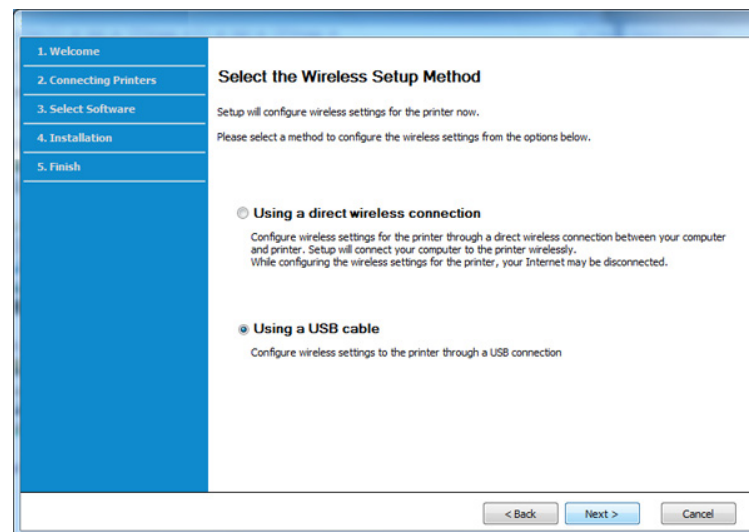 1. Welcome
2. Connecting Printers
3. Select Software
4. Installation
5. Finish
Select the Wireless Setup Method
Setup will configure wireless settings for the printer now.
Please select a method to configure the wireless settings from the options below.
Using a direct wireless connection
Configure wireless settings for the printer through a direct wireless connection between your computer
and printer. Setup will connect your computer to the printer wirelessly.
While configuring the wireless settings for the printer, your Internet may be disconnected.
Using a USB cable
Configure wireless settings to the printer through a USB connection
< Back
Next >
Cancel